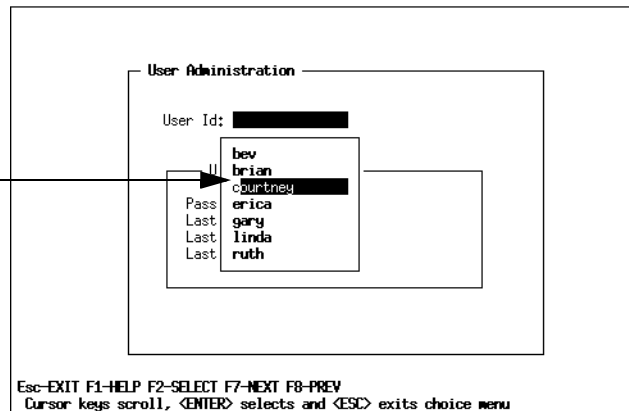 User Administration
User Id:
bev
U brian
courtney
Pass erica
Last gary
Last linda
Last ruth
Esc-EXIT F1-HELP F2-SELECT F7-NEXT F8-PREV
Cursor keys scroll, <ENTER> selects and <ESC> exits choice menu